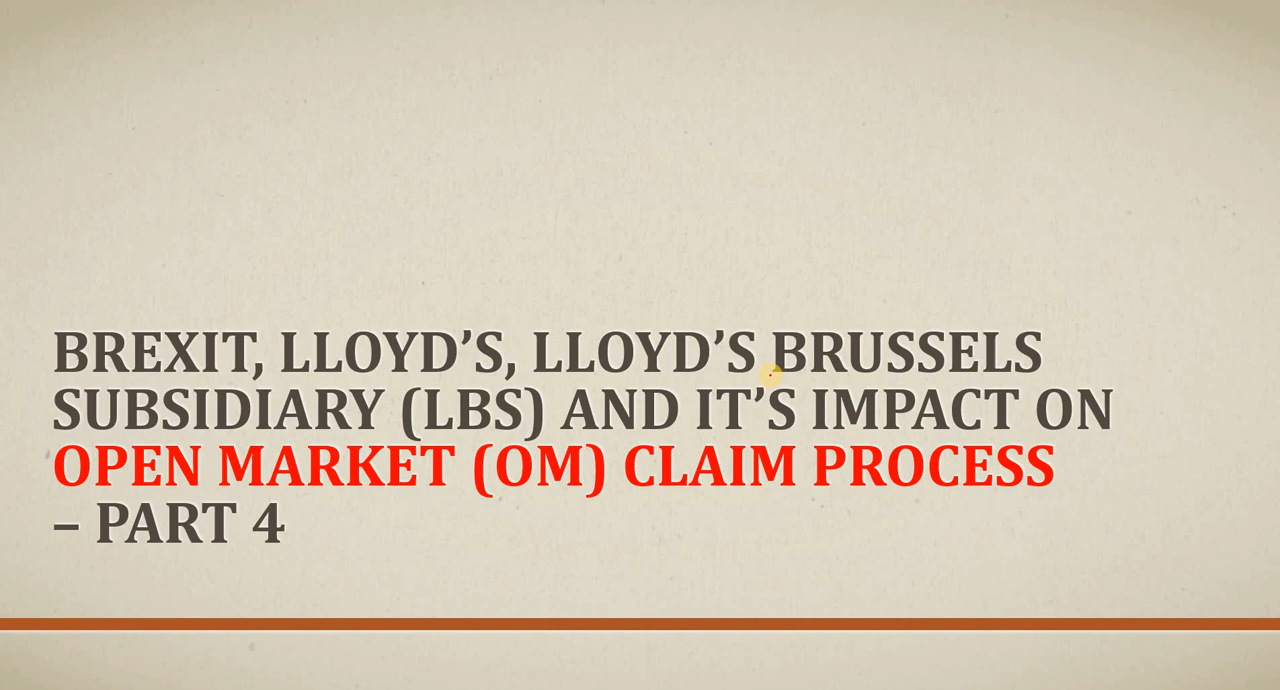 BREXIT, LLOYD’S, LLOYD’S BRUSSELS
SUBSIDIARY (LBS) AND IT’S IMPACT ON
OPEN MARKET (OM) CLAIM PROCESS
– PART 4